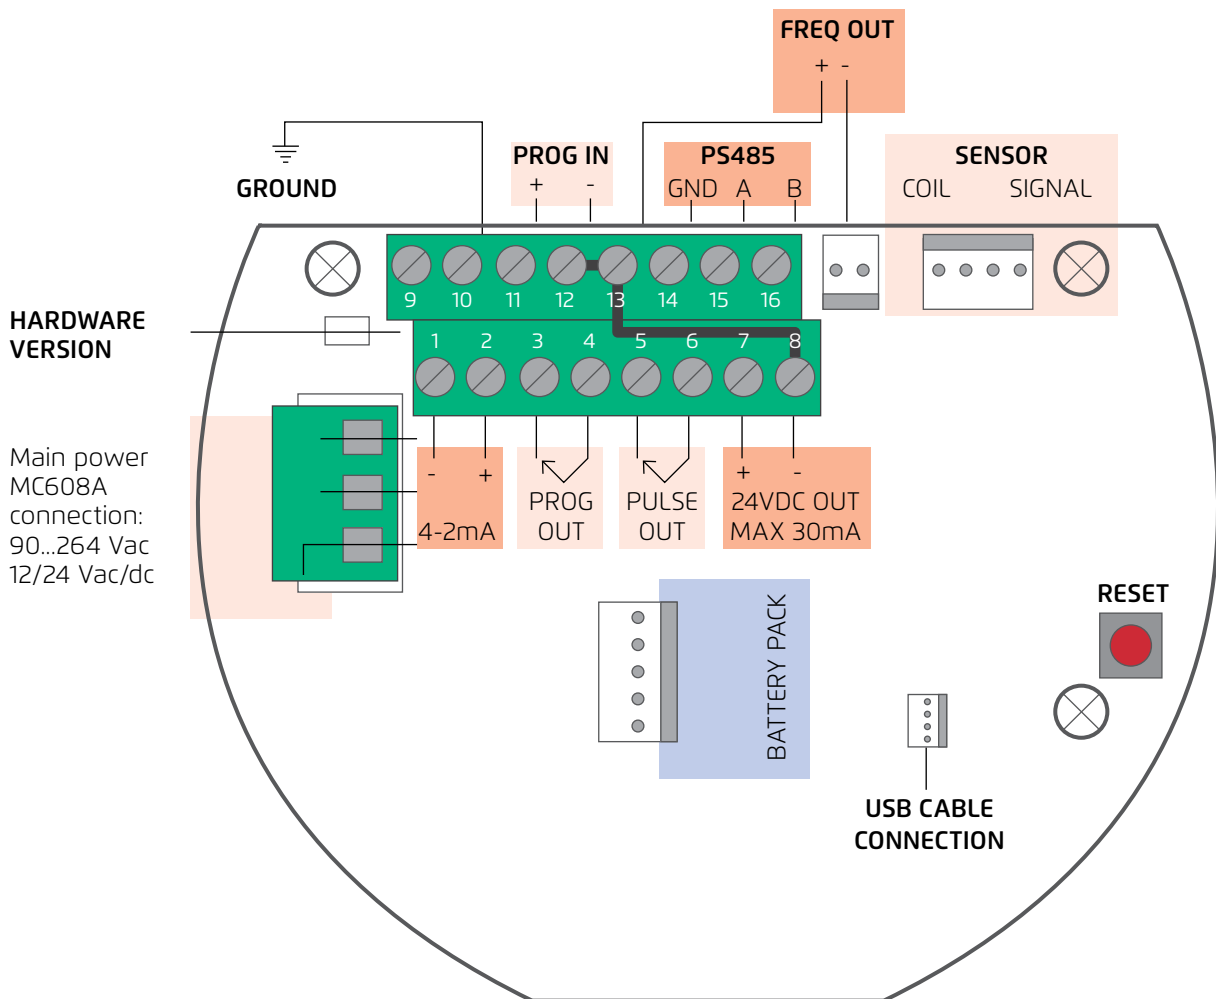 FREQ OUT
+ -
GROUND
PROG IN
+ -
PS485
GND A B
SENSOR
COIL SIGNAL
9 10 11 12 13 14 15 16
HARDWARE
VERSION
1 2 3 4 5 6 7 8
Main power
MC608A
connection:
90...264 Vac
12/24 Vac/dc
- +
4-2mA
PROG
OUT
PULSE
OUT
+ -
24VDC OUT
MAX 30mA
BATTERY PACK
RESET
USB CABLE
CONNECTION